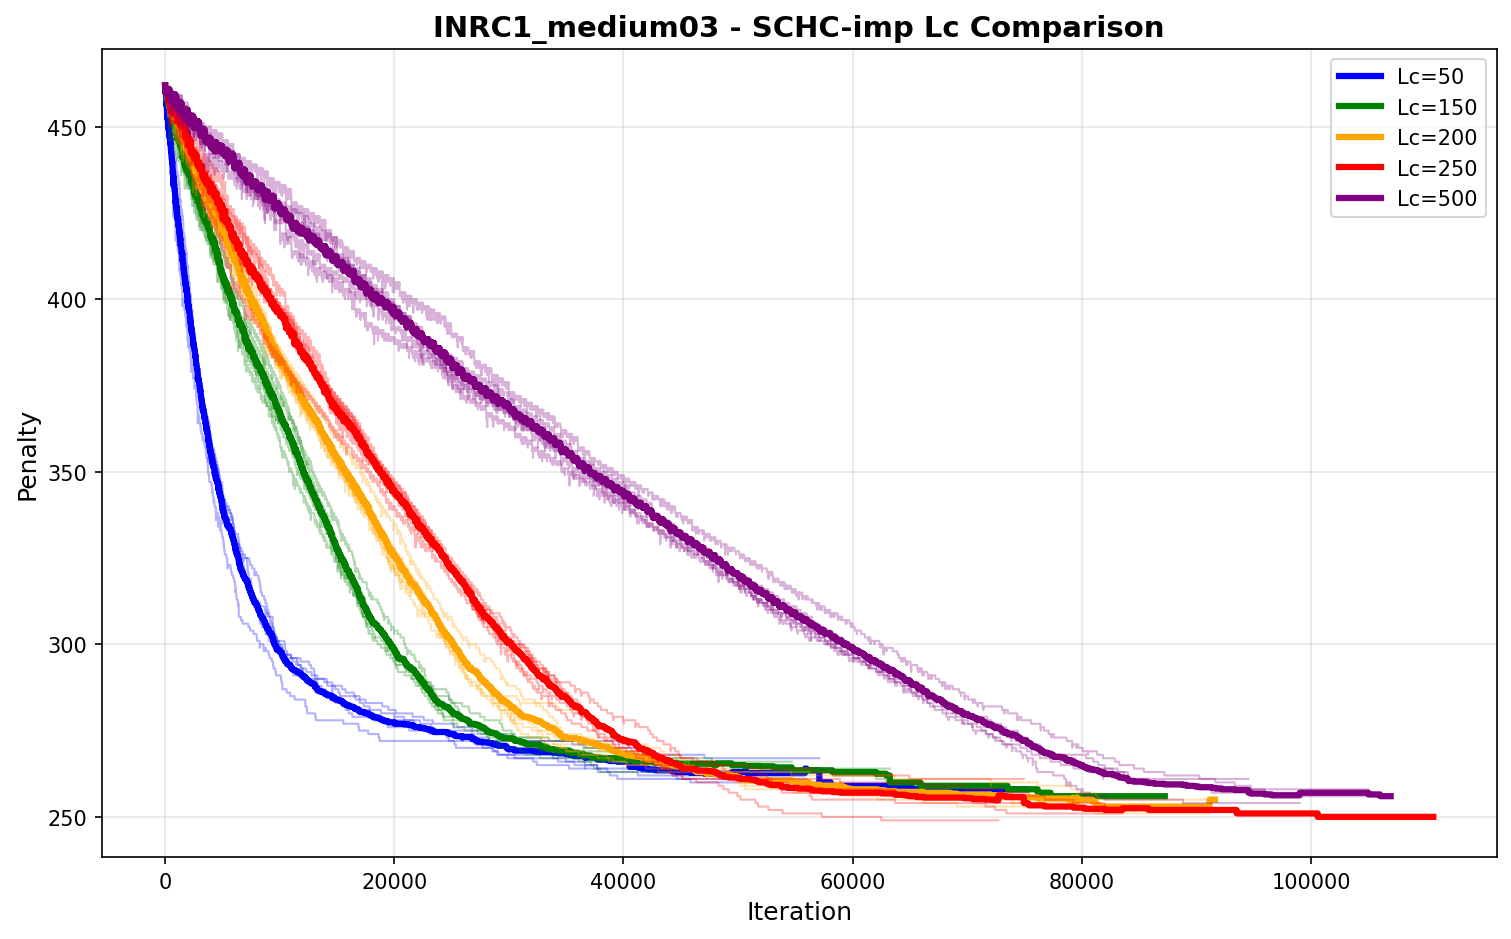 INRC1_medium03 - SCHC-imp Lc Comparison
Lc=50
Lc=150
Lc=200
Lc=250
Lc=500
Penalty
450
400
350
300
250
0 20000 40000 60000 80000 100000
Iteration